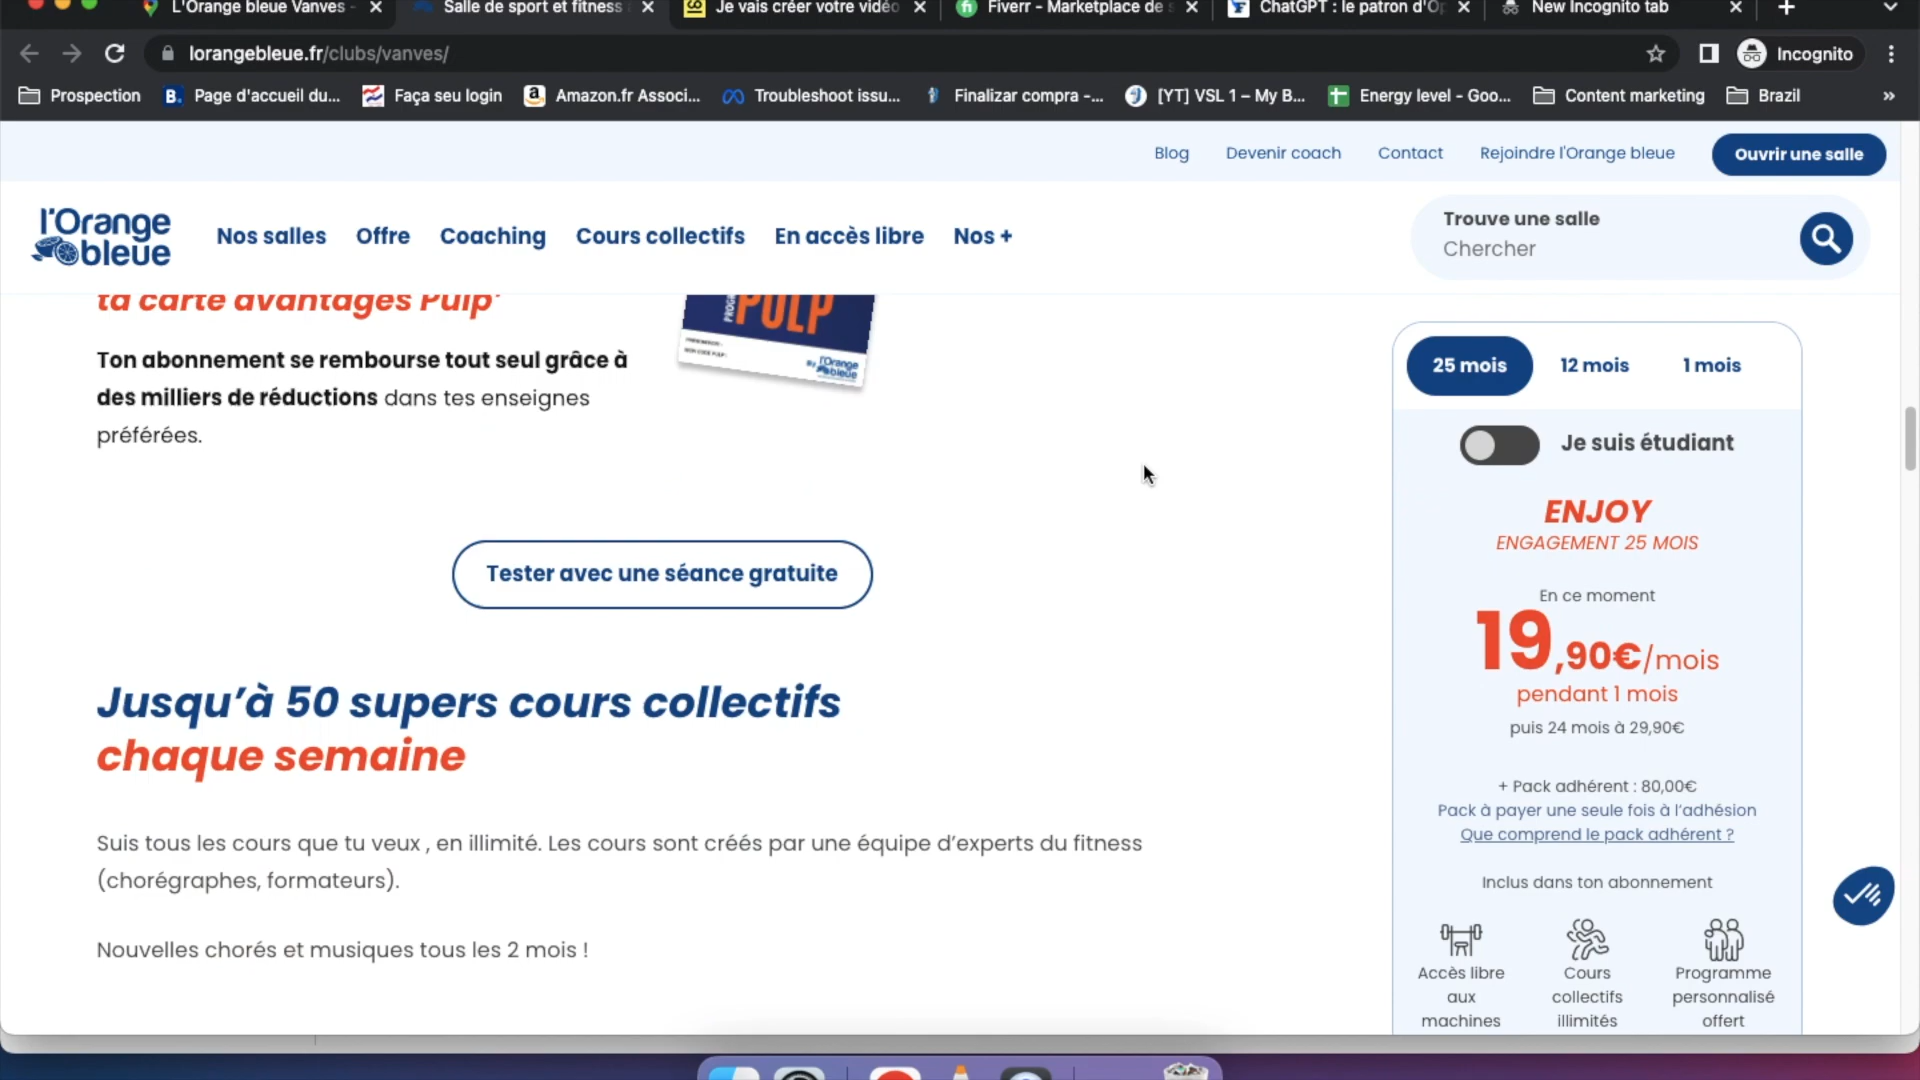 L'Orange bleue Vanves -
Salle de sport et fitness
Je vais créer votre vidéo
Fiverr - Marketplace de s
ChatGPT : le patron d'Op
New Incognito tab
lorangebleue.fr/clubs/vanves/
Incognito
Prospection
Page d'accueil du...
Faça seu login
Amazon.fr Associ...
Troubleshoot issu...
Finalizar compra -...
[YT] VSL 1 – My B...
Energy level - Goo...
Content marketing
Brazil
»
Blog
Devenir coach
Contact
Rejoindre l'Orange bleue
Ouvrir une salle
l'Orange
bleue
Nos salles
Offre
Coaching
Cours collectifs
En accès libre
Nos +
Trouve une salle
Chercher
ta carte avantages Pulp'
PULP
by l'Orange
bleue
Ton abonnement se rembourse tout seul grâce à
des milliers de réductions dans tes enseignes
préférées.
Tester avec une séance gratuite
Jusqu'à 50 supers cours collectifs
chaque semaine
Suis tous les cours que tu veux , en illimité. Les cours sont créés par une équipe d'experts du fitness
(chorégraphes, formateurs).
Nouvelles chorés et musiques tous les 2 mois !
25 mois
12 mois
1 mois
Je suis étudiant
ENJOY
ENGAGEMENT 25 MOIS
En ce moment
19,90€/mois
pendant 1 mois
puis 24 mois à 29,90€
+ Pack adhérent : 80,00€
Pack à payer une seule fois à l'adhésion
Que comprend le pack adhérent ?
Inclus dans ton abonnement
Accès libre
aux
machines
Cours
collectifs
illimités
Programme
personnalisé
offert